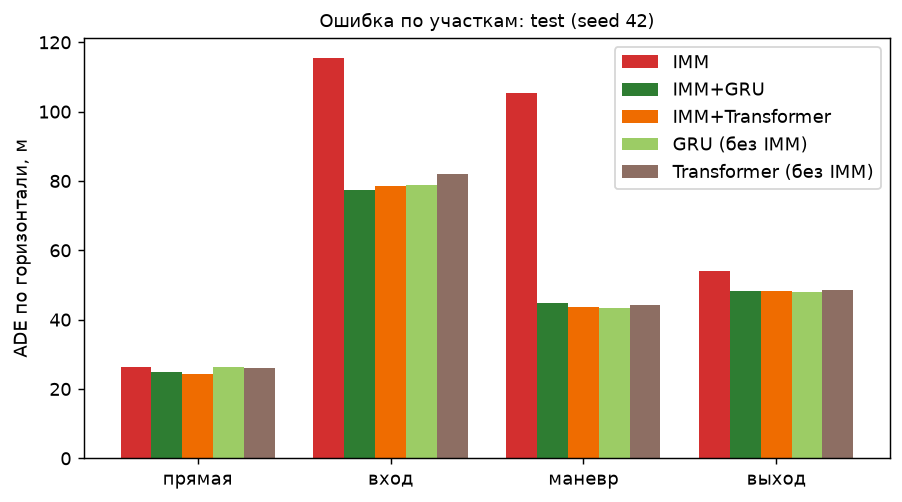 Ошибка по участкам: test (seed 42)
ADE по горизонтали, м
120
100
80
60
40
20
0
IMM
IMM+GRU
IMM+Transformer
GRU (без IMM)
Transformer (без IMM)
прямая
вход
маневр
выход